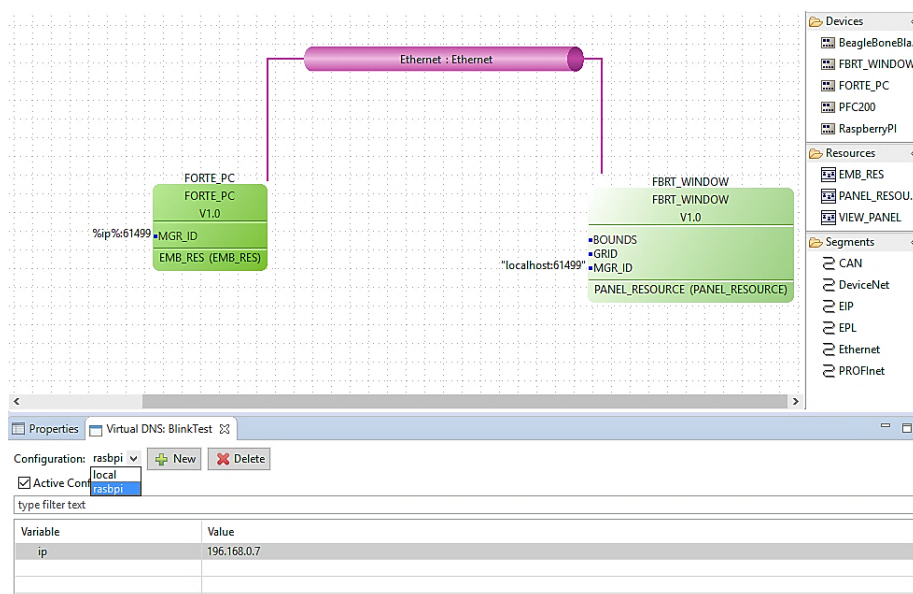 Ethernet : Ethernet
FORTE_PC
FORTE_PC
V1.0
%ip%:61499
MGR_ID
EMB_RES (EMB_RES)
FBRT_WINDOW
FBRT_WINDOW
V1.0
BOUNDS
GRID
"localhost:61499"
MGR_ID
PANEL_RESOURCE (PANEL_RESOURCE)
Devices
BeagleBoneBla.
FBRT_WINDOW
FORTE_PC
PFC200
RaspberryPI
Resources
EMB_RES
PANEL_RESOU.
VIEW_PANEL
Segments
CAN
DeviceNet
EIP
EPL
Ethernet
PROFInet
Properties Virtual DNS: BlinkTest
Configuration: rasbpi New Delete
local
Active Conf
rasbpi
type filter text
Variable Value
ip 196.168.0.7